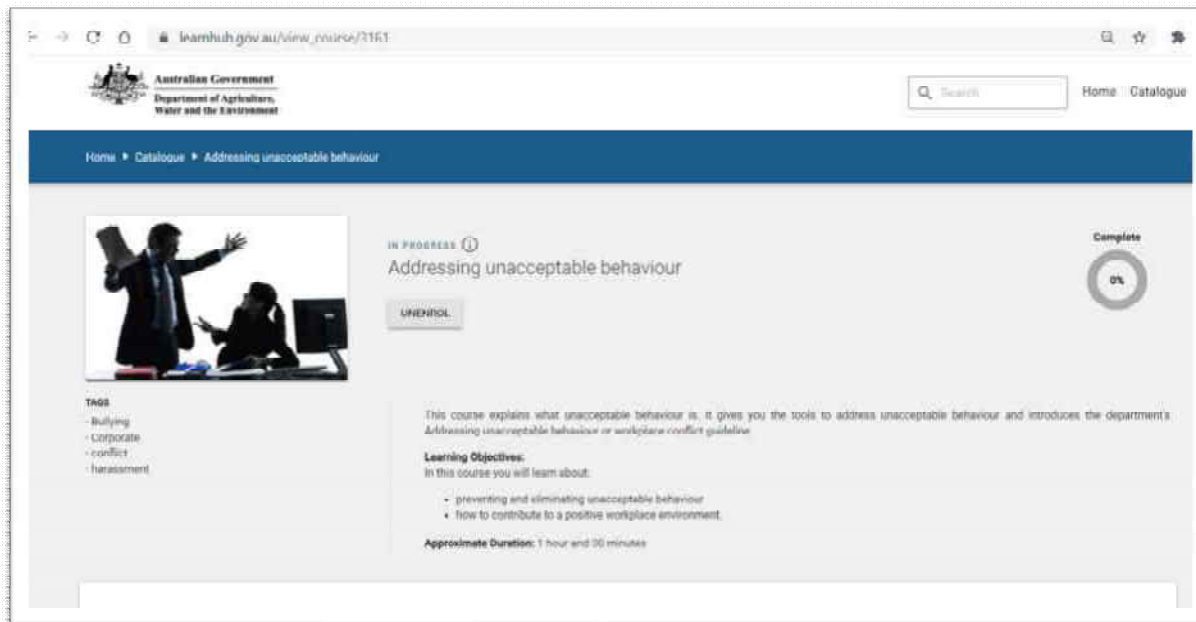 learnhub.gov.au/view_course/3161
Australian Government
Department of Agriculture,
Water and the Environment
Search
Home Catalogue
Home Catalogue Addressing unacceptable behaviour
IN PROGRESS
Addressing unacceptable behaviour
UNENROL
Complete
0%
TAGS
- Bullying
- Corporate
- conflict
- harassment
This course explains what unacceptable behaviour is. It gives you the tools to address unacceptable behaviour and introduces the department's
Addressing unacceptable behaviour or workplace conflict guideline
Learning Objectives:
In this course you will learn about:
• preventing and eliminating unacceptable behaviour
• how to contribute to a positive workplace environment.
Approximate Duration: 1 hour and 30 minutes